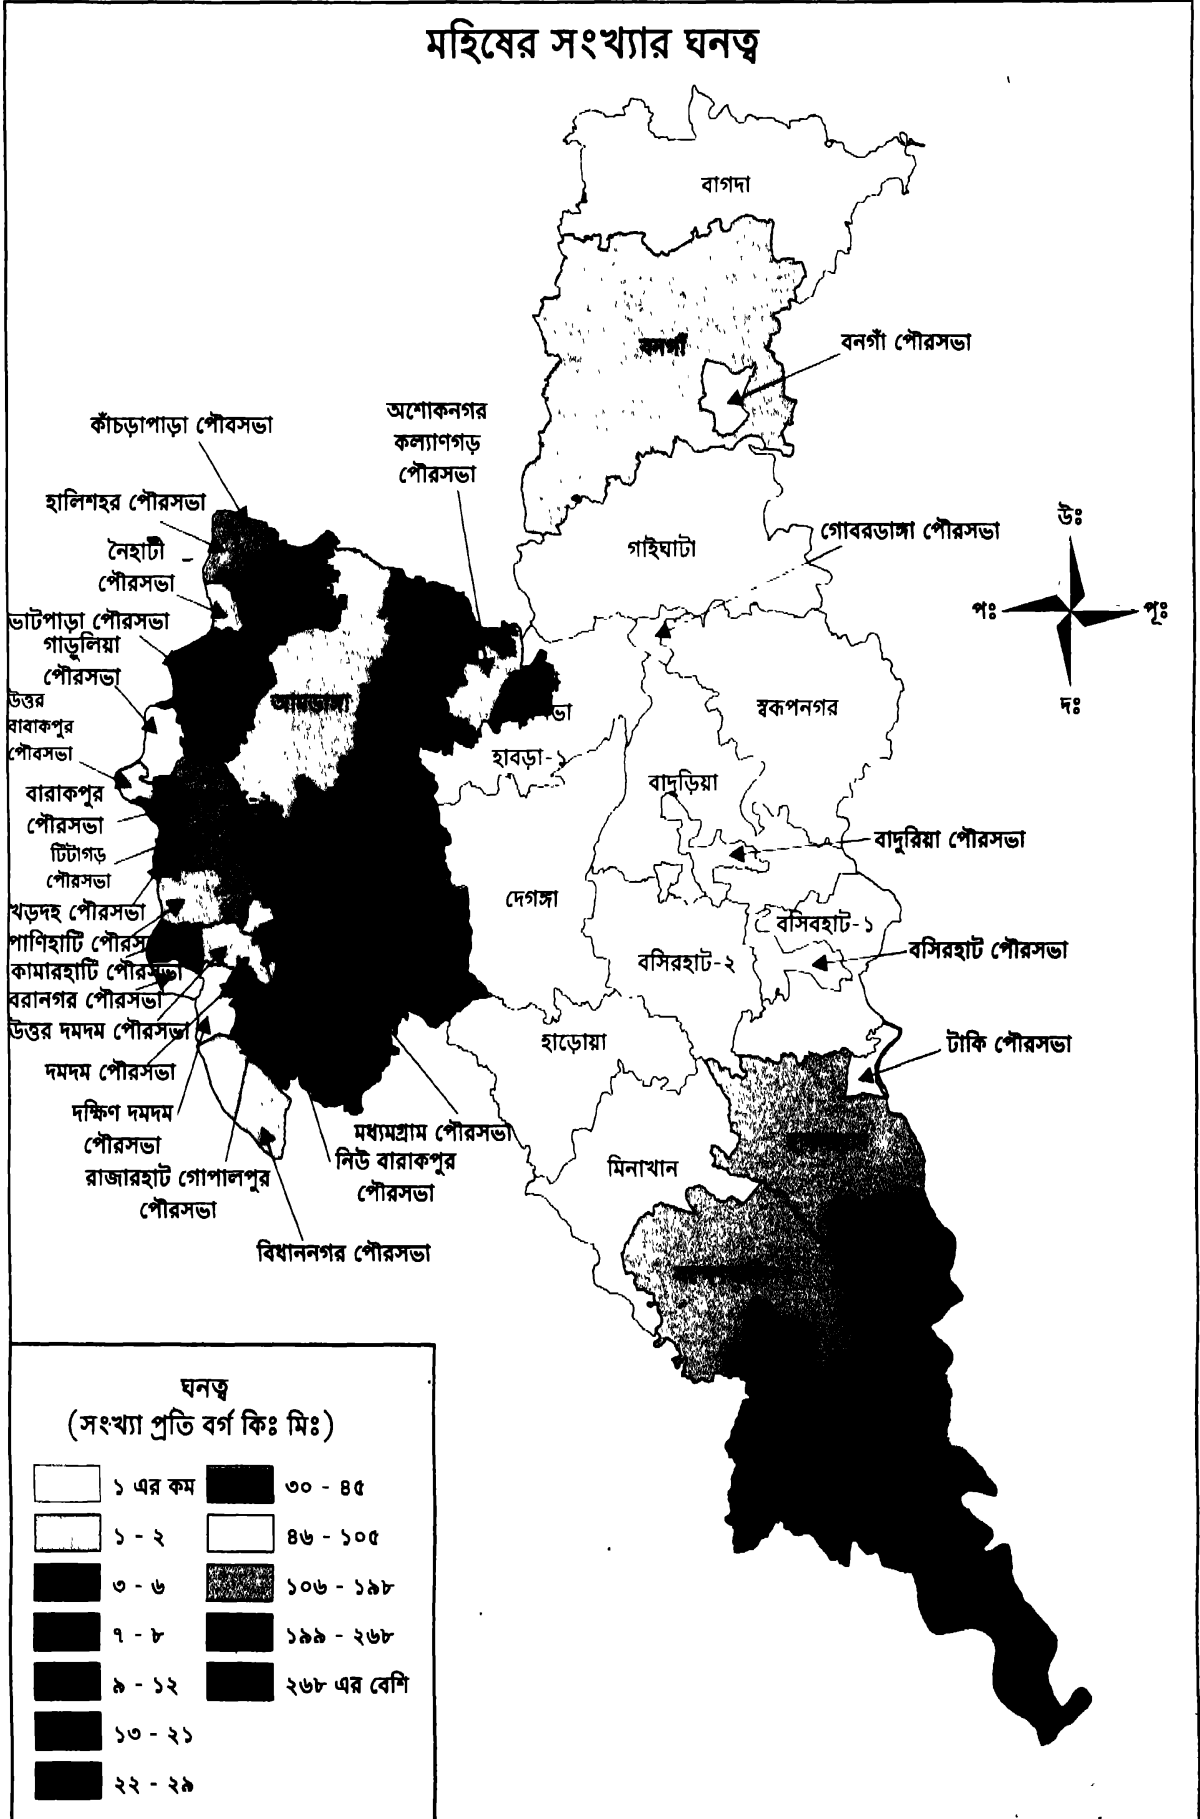 মহিষের সংখ্যার ঘনত্ব
বাগদা
বনগাঁ
বনগাঁ পৌরসভা
কাঁচড়াপাড়া পৌবসভা
অশোকনগর
কল্যাণগড়
পৌরসভা
হালিশহর পৌরসভা
নৈহাটী
পৌরসভা
গাইঘাটা
গোবরডাঙ্গা পৌরসভা
উঃ
পঃ
পূঃ
দঃ
ভাটপাড়া পৌরসভা
গাড়ুলিয়া
পৌরসভা
উত্তর
বাবাকপুর
পৌবসভা
আমডাঙ্গা
ভা
হাবড়া-১
স্বরূপনগর
বাদুড়িয়া
বারাকপুর
পৌরসভা
টিটাগড়
পৌরসভা
বাদুরিয়া পৌরসভা
খড়দহ পৌরসভা
পাণিহাটি পৌরস
কামারহাটি পৌরসভা
বরানগর পৌরসভা
উত্তর দমদম পৌরসভা
দমদম পৌরসভা
দক্ষিণ দমদম
পৌরসভা
রাজারহাট গোপালপুর
পৌরসভা
বিধাননগর পৌরসভা
দেগঙ্গা
বসিবহাট-১
বসিরহাট-২
বসিরহাট পৌরসভা
হাড়োয়া
টাকি পৌরসভা
মধ্যমগ্রাম পৌরসভা
নিউ বারাকপুর
পৌরসভা
মিনাখান
ঘনত্ব
(সংখ্যা প্রতি বর্গ কিঃ মিঃ)
১ এর কম
১ - ২
৩ - ৬
৭ - ৮
৯ - ১২
১৩ - ২১
২২ - ২৯
৩০ - ৪৫
৪৬ - ১০৫
১০৬ - ১৯৮
১৯৯ - ২৬৮
২৬৮ এর বেশি